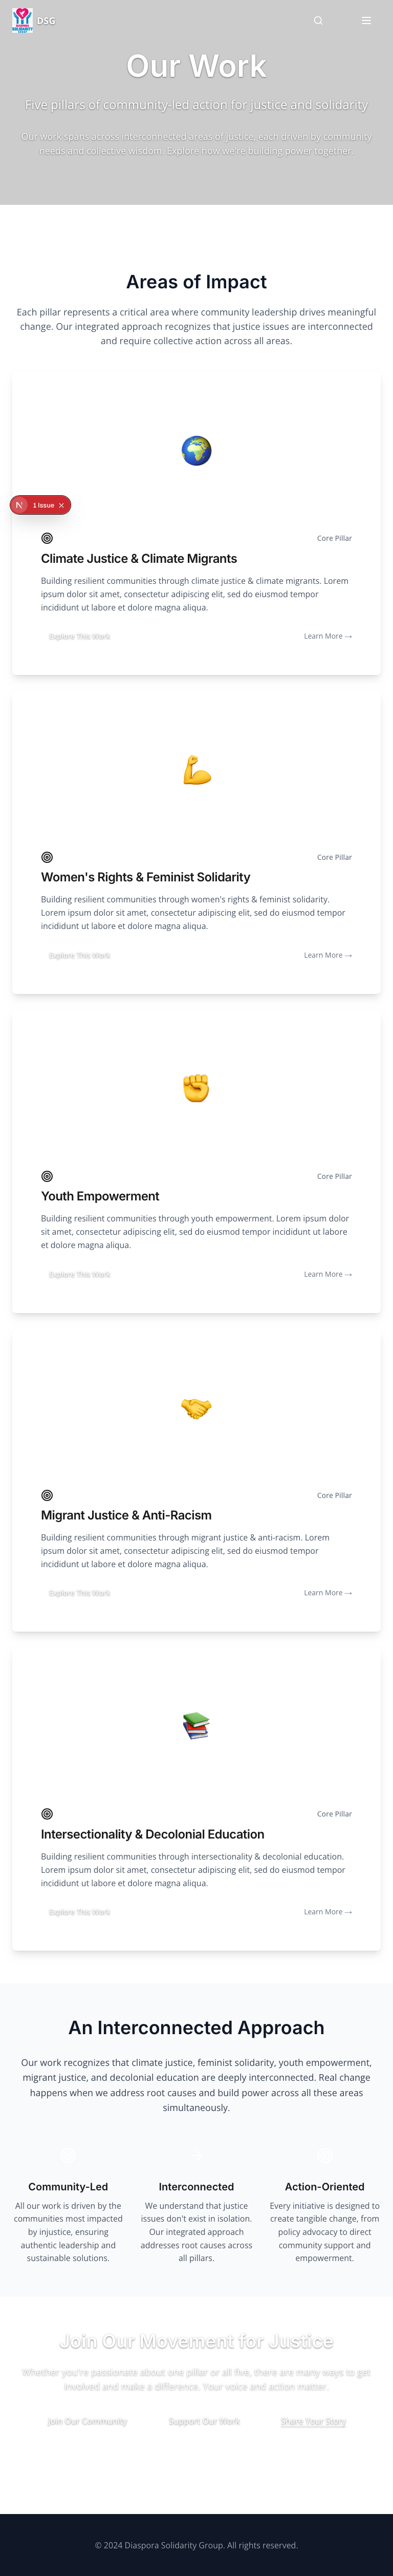 DSG
Our Work
Five pillars of community-led action for justice and solidarity
Our work spans across interconnected areas of justice, each driven by community
needs and collective wisdom. Explore how we're building power together.
Areas of Impact
Each pillar represents a critical area where community leadership drives meaningful
change. Our integrated approach recognizes that justice issues are interconnected
and require collective action across all areas.
N 1 Issue ×
Core Pillar
Climate Justice & Climate Migrants
Building resilient communities through climate justice & climate migrants. Lorem
ipsum dolor sit amet, consectetur adipiscing elit, sed do eiusmod tempor
incididunt ut labore et dolore magna aliqua.
Explore This Work Learn More →
Core Pillar
Women's Rights & Feminist Solidarity
Building resilient communities through women's rights & feminist solidarity.
Lorem ipsum dolor sit amet, consectetur adipiscing elit, sed do eiusmod tempor
incididunt ut labore et dolore magna aliqua.
Explore This Work Learn More →
Core Pillar
Youth Empowerment
Building resilient communities through youth empowerment. Lorem ipsum dolor
sit amet, consectetur adipiscing elit, sed do eiusmod tempor incididunt ut labore
et dolore magna aliqua.
Explore This Work Learn More →
Core Pillar
Migrant Justice & Anti-Racism
Building resilient communities through migrant justice & anti-racism. Lorem
ipsum dolor sit amet, consectetur adipiscing elit, sed do eiusmod tempor
incididunt ut labore et dolore magna aliqua.
Explore This Work Learn More →
Core Pillar
Intersectionality & Decolonial Education
Building resilient communities through intersectionality & decolonial education.
Lorem ipsum dolor sit amet, consectetur adipiscing elit, sed do eiusmod tempor
incididunt ut labore et dolore magna aliqua.
Explore This Work Learn More →
An Interconnected Approach
Our work recognizes that climate justice, feminist solidarity, youth empowerment,
migrant justice, and decolonial education are deeply interconnected. Real change
happens when we address root causes and build power across all these areas
simultaneously.
Community-Led
All our work is driven by the
communities most impacted
by injustice, ensuring
authentic leadership and
sustainable solutions.
Interconnected
We understand that justice
issues don't exist in isolation.
Our integrated approach
addresses root causes across
all pillars.
Action-Oriented
Every initiative is designed to
create tangible change, from
policy advocacy to direct
community support and
empowerment.
Join Our Movement for Justice
Whether you're passionate about one pillar or all five, there are many ways to get
involved and make a difference. Your voice and action matter.
Join Our Community Support Our Work Share Your Story
© 2024 Diaspora Solidarity Group. All rights reserved.